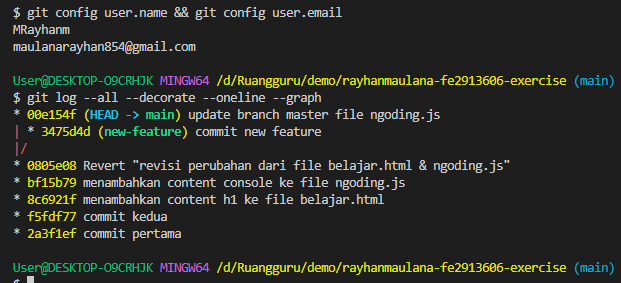 $ git config user.name && git config user.email
MRayhanm
maulanarayhan854@gmail.com
User@DESKTOP-O9CRHJK MINGW64 /d/Ruangguru/demo/rayhanmaulana-fe2913606-exercise (main)
$ git log --all --decorate --oneline --graph
* 00e154f (HEAD -> main) update branch master file ngoding.js
| * 3475d4d (new-feature) commit new feature
|/
* 0805e08 Revert "revisi perubahan dari file belajar.html & ngoding.js"
* bf15b79 menambahkan content console ke file ngoding.js
* 8c6921f menambahkan content h1 ke file belajar.html
* f5fdf77 commit kedua
* 2a3f1ef commit pertama
User@DESKTOP-O9CRHJK MINGW64 /d/Ruangguru/demo/rayhanmaulana-fe2913606-exercise (main)
$